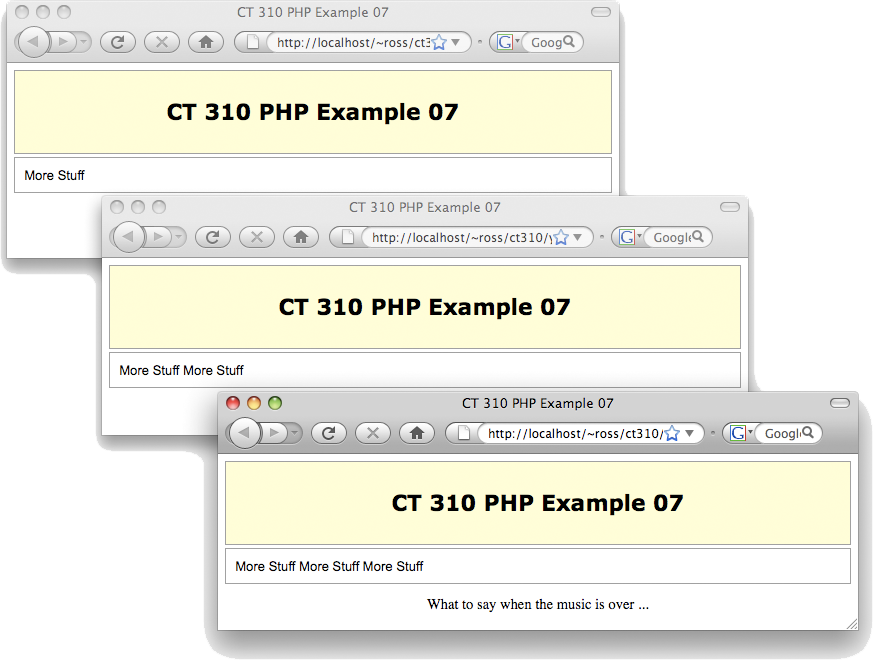 CT 310 PHP Example 07
http://localhost/~ross/ct3
Goog
CT 310 PHP Example 07
More Stuff
CT 310 PHP Example 07
http://localhost/~ross/ct310/y
Google
CT 310 PHP Example 07
More Stuff More Stuff
CT 310 PHP Example 07
http://localhost/~ross/ct310/
Google
CT 310 PHP Example 07
More Stuff More Stuff More Stuff
What to say when the music is over ...